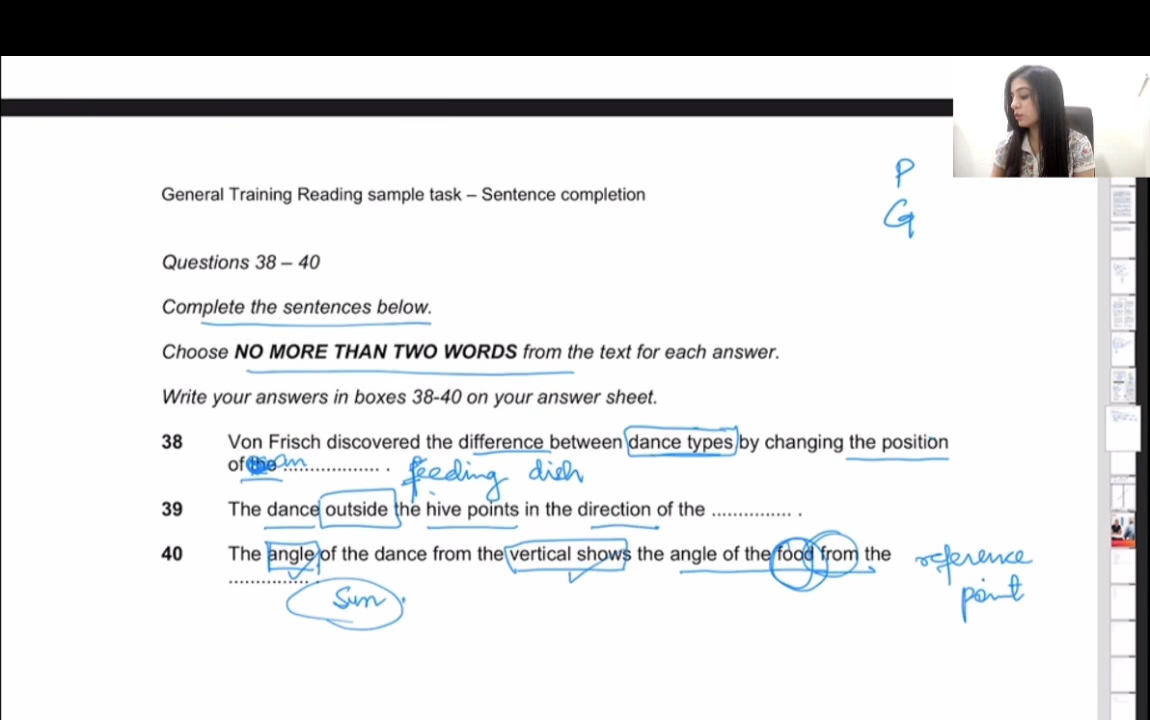 P
General Training Reading sample task – Sentence completion
G
Questions 38 – 40
Complete the sentences below.
Choose NO MORE THAN TWO WORDS from the text for each answer.
Write your answers in boxes 38-40 on your answer sheet.
38 Von Frisch discovered the difference between dance types by changing the position
of the an ................. .
feeding dish
39 The dance outside the hive points in the direction of the ............... .
40 The angle of the dance from the vertical shows the angle of the food from the
............... .
reference
point
Sun